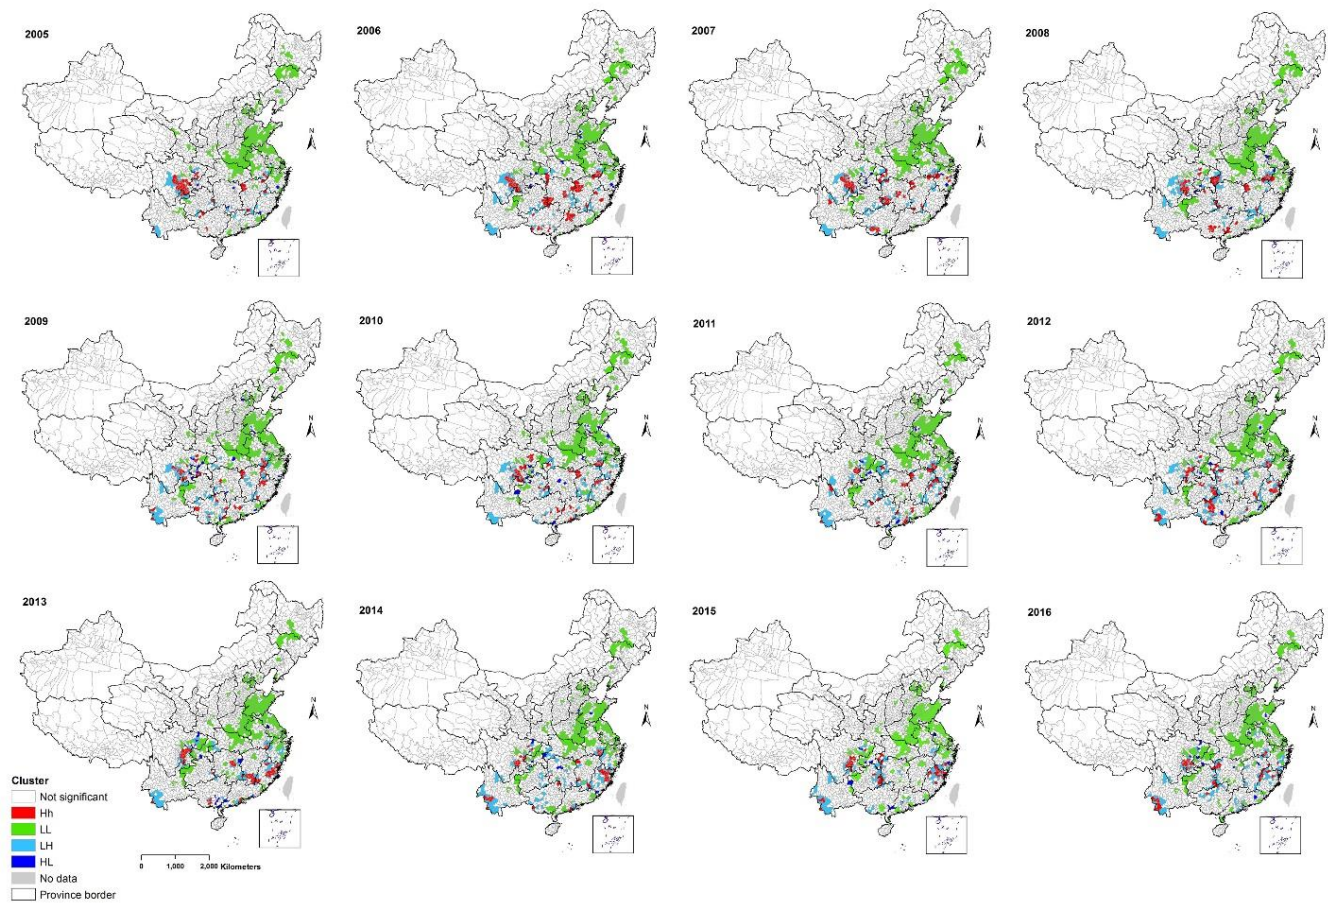 2005
2006
2007
2008
N
N
N
N
2009
2010
2011
2012
N
N
N
N
2013
2014
2015
2016
N
N
N
N
Cluster
Not significant
Hh
LL
LH
HL
No data
Province border
0 1,000 2,000 Kilometers